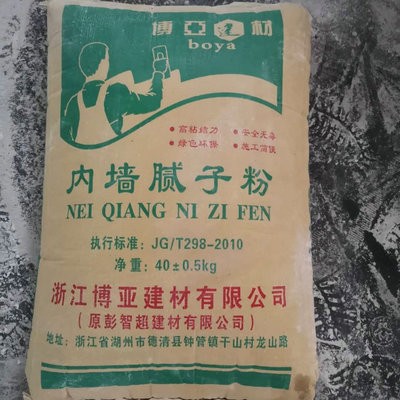 博亚 建材
boya
• 高粘结力 • 安全无毒
• 绿色环保 • 施工简便
内墙腻子粉
NEI QIANG NI ZI FEN
执行标准：JG/T298-2010
净重：40±0.5kg
浙江博亚建材有限公司
（原彭智超建材有限公司）
地址：浙江省湖州市德清县钟管镇干山村龙山路